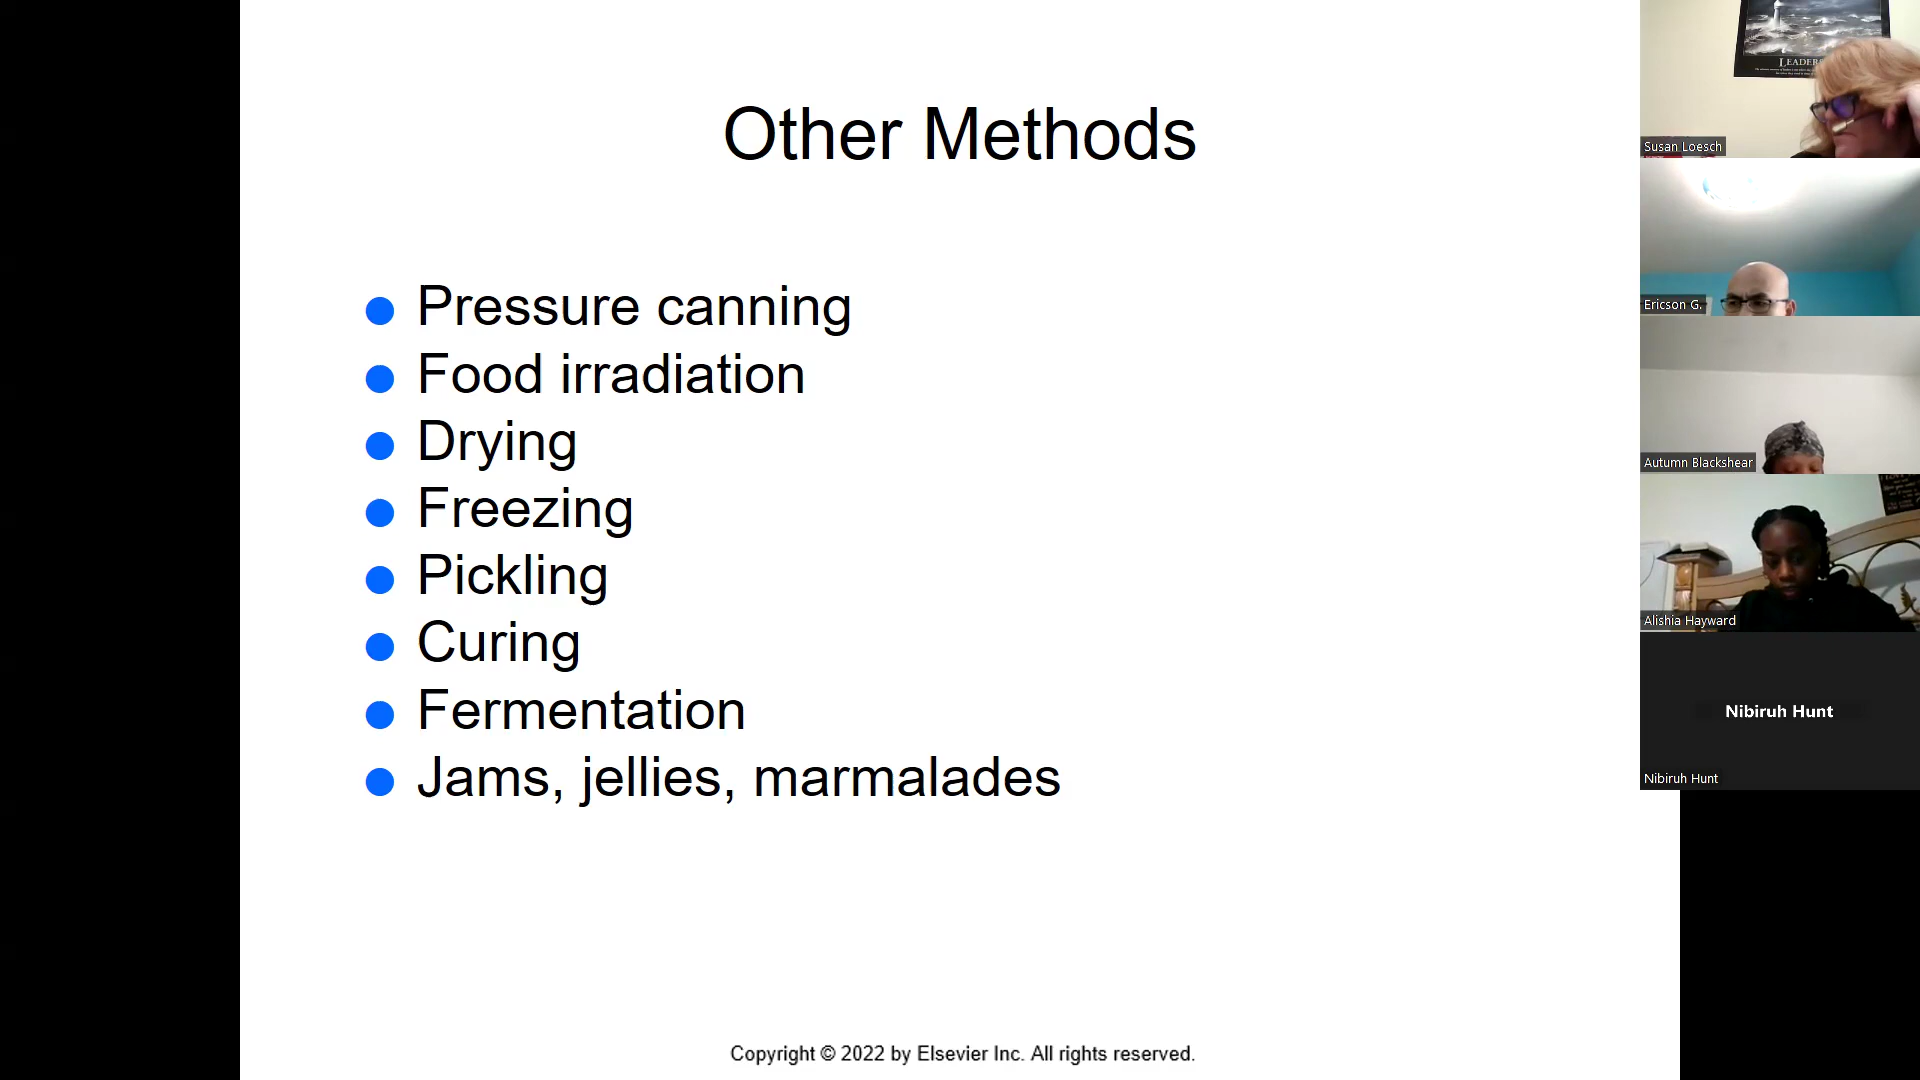 Other Methods
Pressure canning
Food irradiation
Drying
Freezing
Pickling
Curing
Fermentation
Jams, jellies, marmalades
Copyright © 2022 by Elsevier Inc. All rights reserved.
Susan Loesch
Ericson G.
Autumn Blackshear
Alishia Hayward
Nibiruh Hunt
Nibiruh Hunt